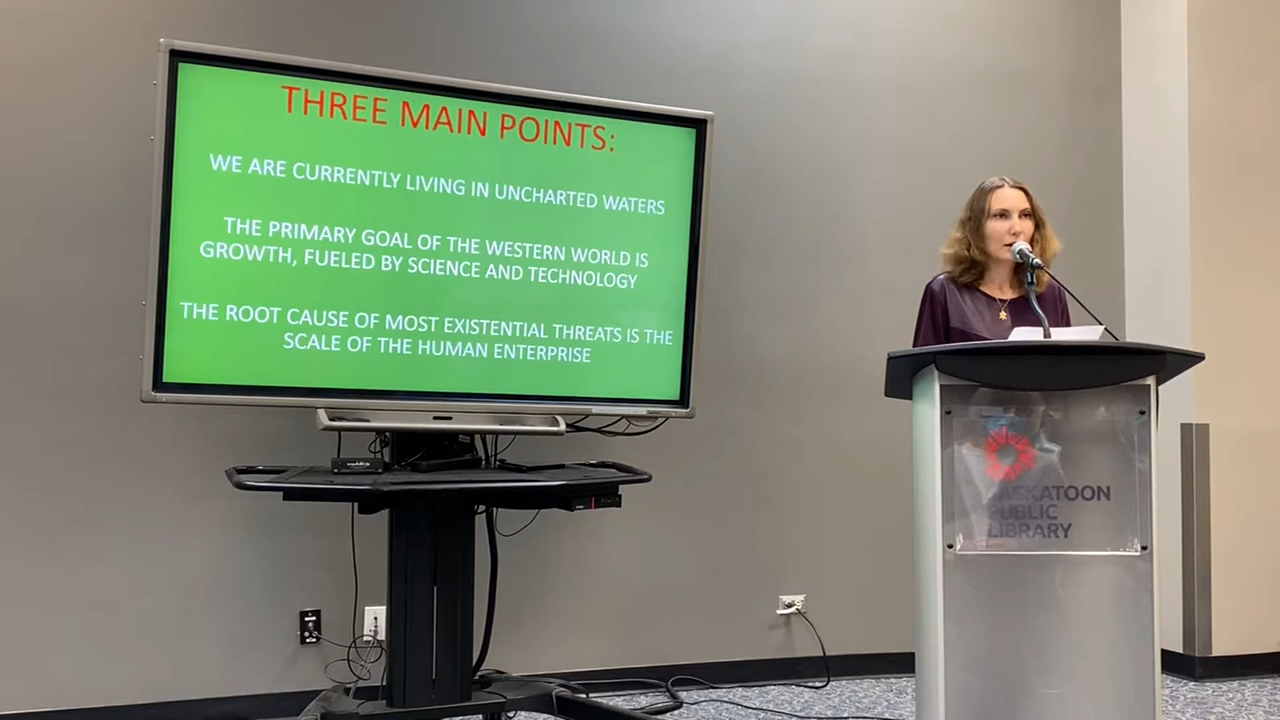 THREE MAIN POINTS:
WE ARE CURRENTLY LIVING IN UNCHARTED WATERS
THE PRIMARY GOAL OF THE WESTERN WORLD IS
GROWTH, FUELED BY SCIENCE AND TECHNOLOGY
THE ROOT CAUSE OF MOST EXISTENTIAL THREATS IS THE
SCALE OF THE HUMAN ENTERPRISE
SASKATOON
PUBLIC
LIBRARY